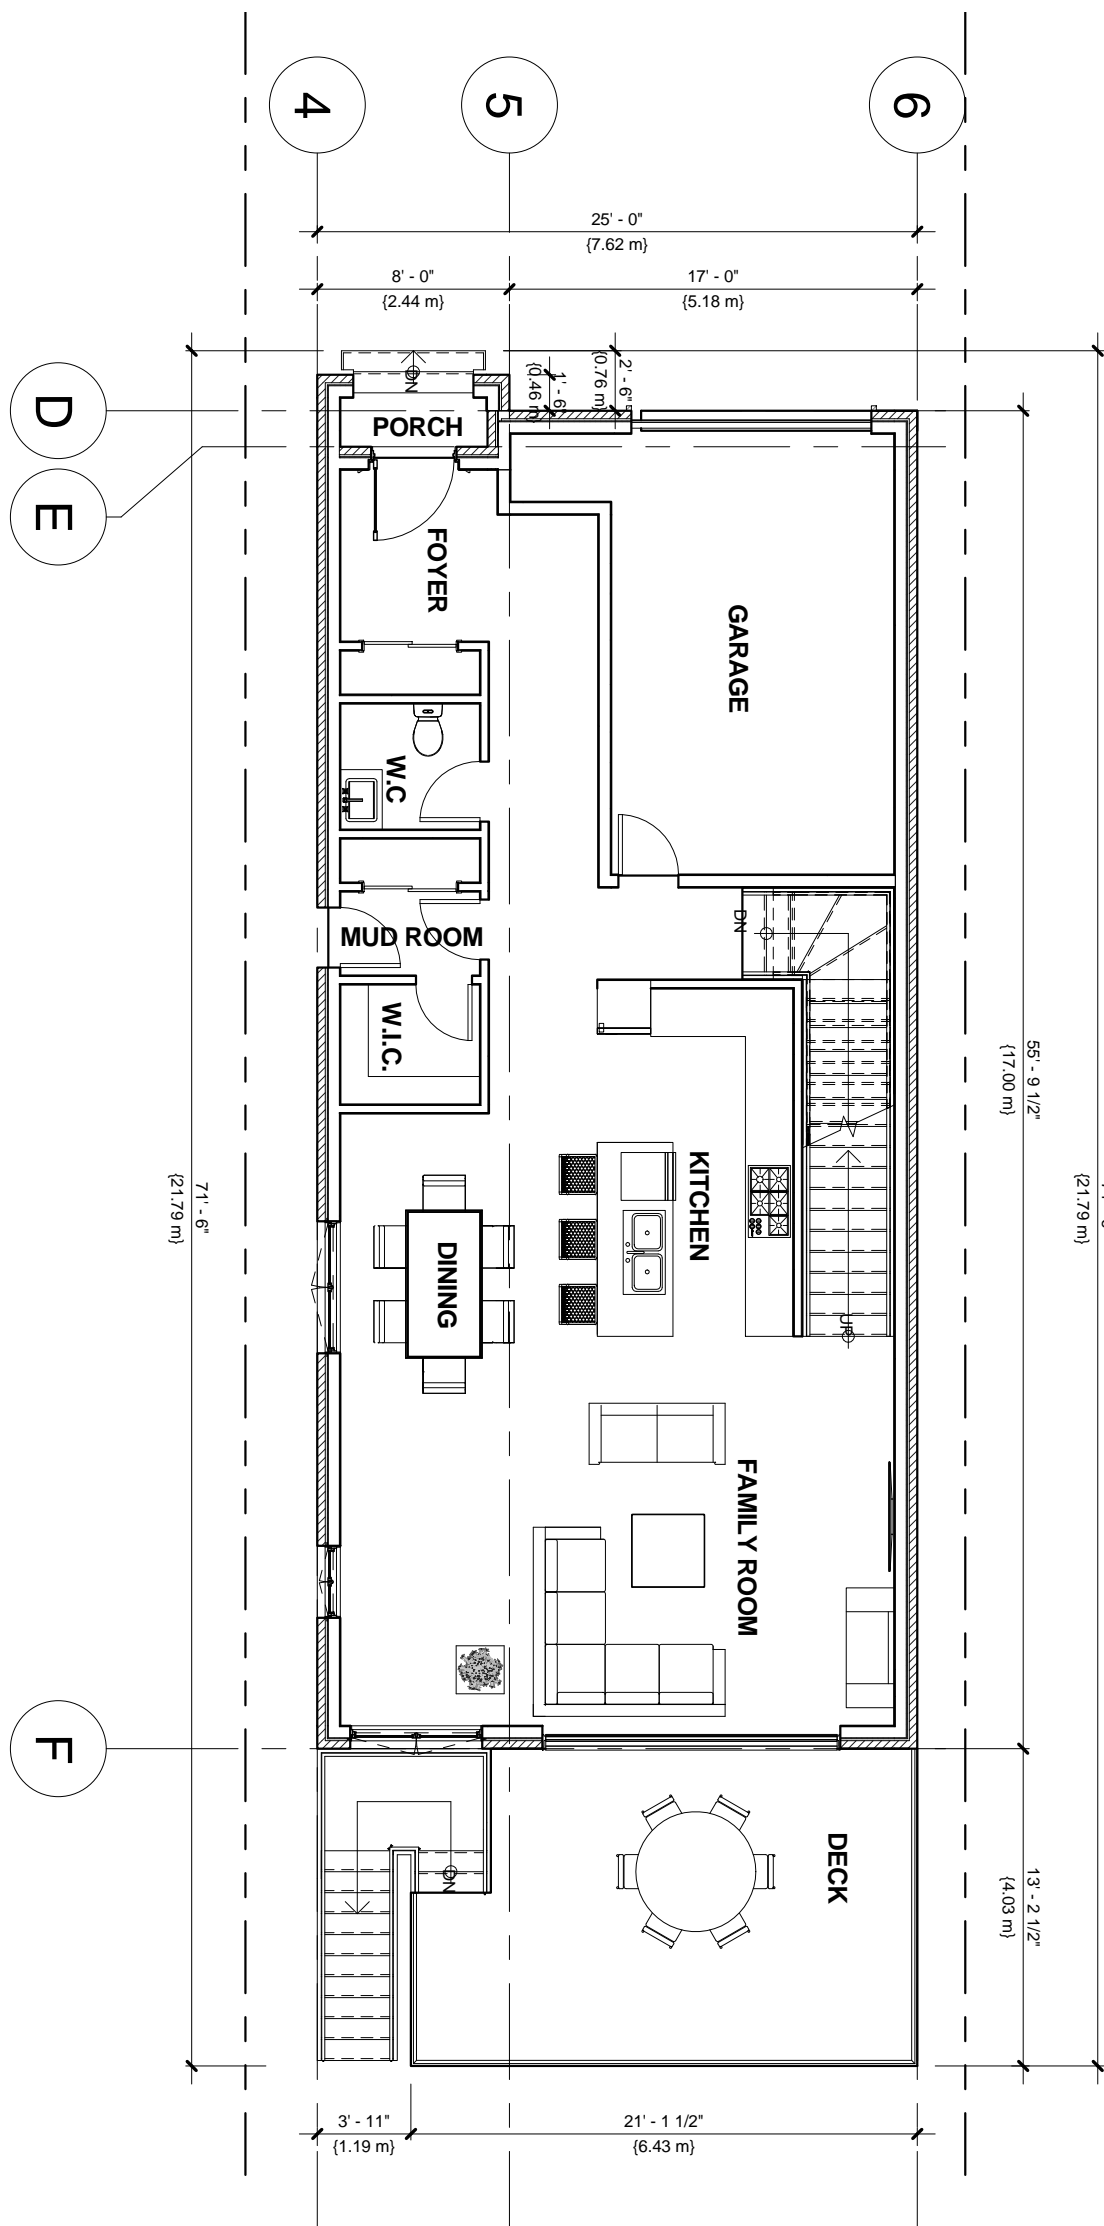 4
5
6
25' - 0"
{7.62 m}
8' - 0"
{2.44 m}
17' - 0"
{5.18 m}
2' - 6"
{0.76 m}
1' - 6"
{0.46 m}
DN
D
PORCH
E
FOYER
GARAGE
W.C
DN
MUD ROOM
W.I.C.
55' - 9 1/2"
{17.00 m}
KITCHEN
71' - 6"
{21.79 m}
{21.79 m}
DINING
UP
FAMILY ROOM
F
DECK
DN
13' - 2 1/2"
{4.03 m}
3' - 11"
{1.19 m}
21' - 1 1/2"
{6.43 m}